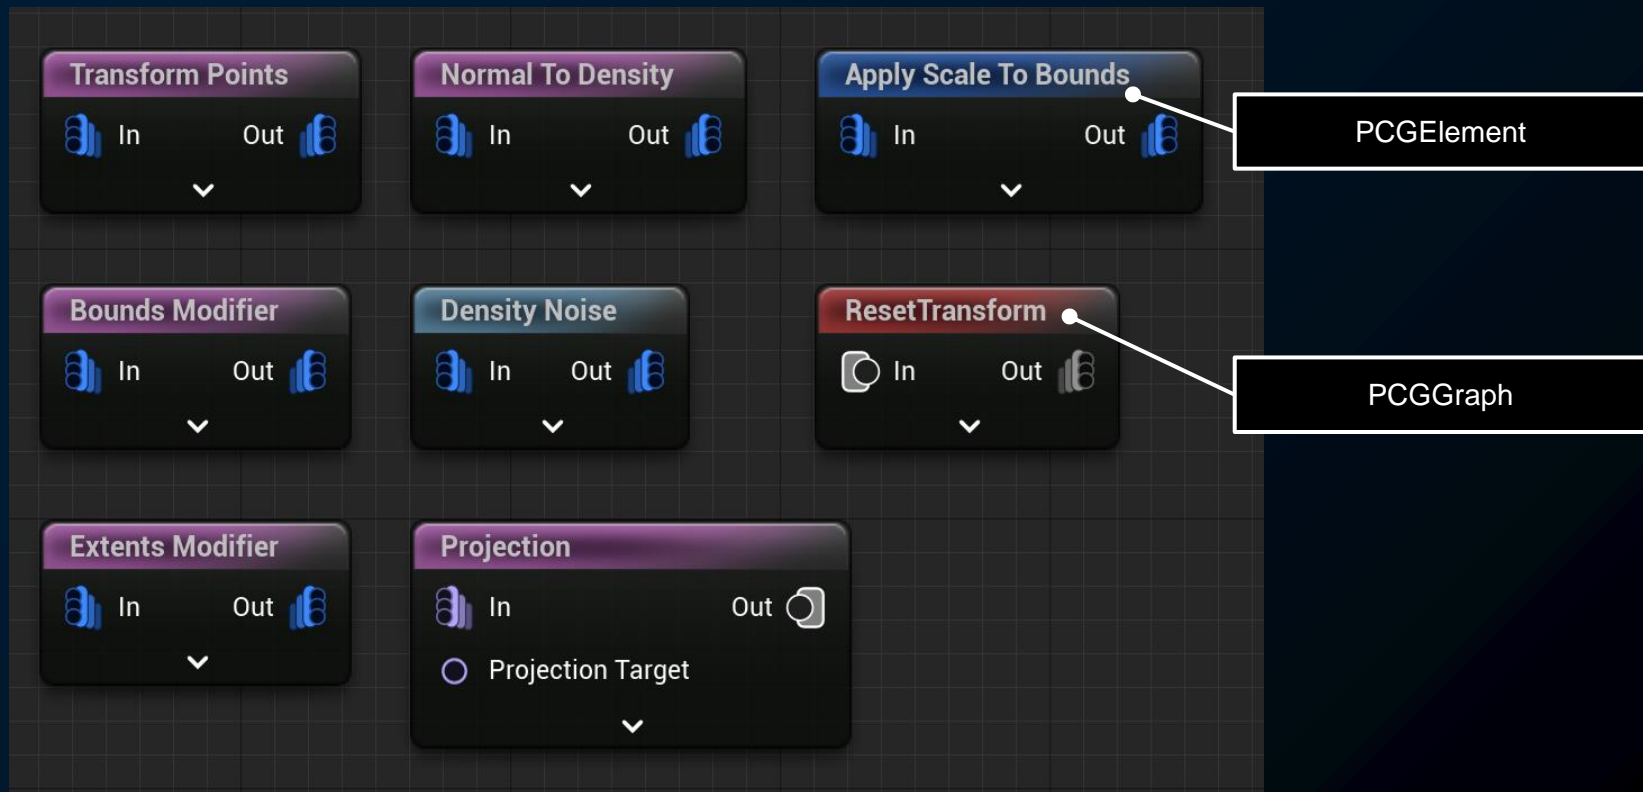 Transform Points
In Out
Normal To Density
In Out
Apply Scale To Bounds
In Out
PCGElement
Bounds Modifier
In Out
Density Noise
In Out
ResetTransform
In Out
PCGGraph
Extents Modifier
In Out
Projection
In Out
Projection Target